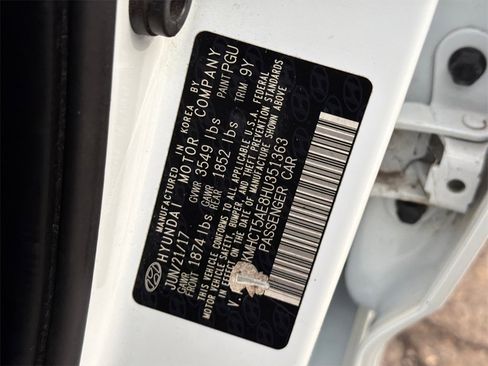 MANUFACTURED IN KOREA BY
HYUNDAI MOTOR COMPANY
JUN/21/17 GVWR 3549 lbs PAINT PGU
GAWR FRONT 1874 lbs GAWR REAR 1852 lbs TRIM 9Y
THIS VEHICLE CONFORMS TO ALL APPLICABLE U.S.A. FEDERAL
MOTOR VEHICLE SAFETY, BUMPER, AND THEFT PREVENTION STANDARDS
IN EFFECT ON THE DATE OF MANUFACTURE SHOWN ABOVE
V. KMHCT5AE8HU351363
PASSENGER CAR